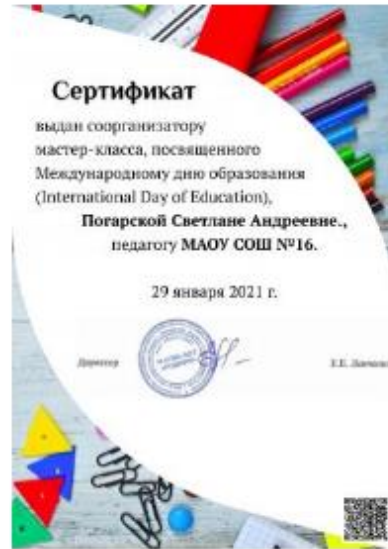 Сертификат
выдан соорганизатору
мастер-класса, посвященного
Международному дню образования
(International Day of Education),
Погарской Светлане Андреевне.,
педагогу МАОУ СОШ №16.
29 января 2021 г.
Директор